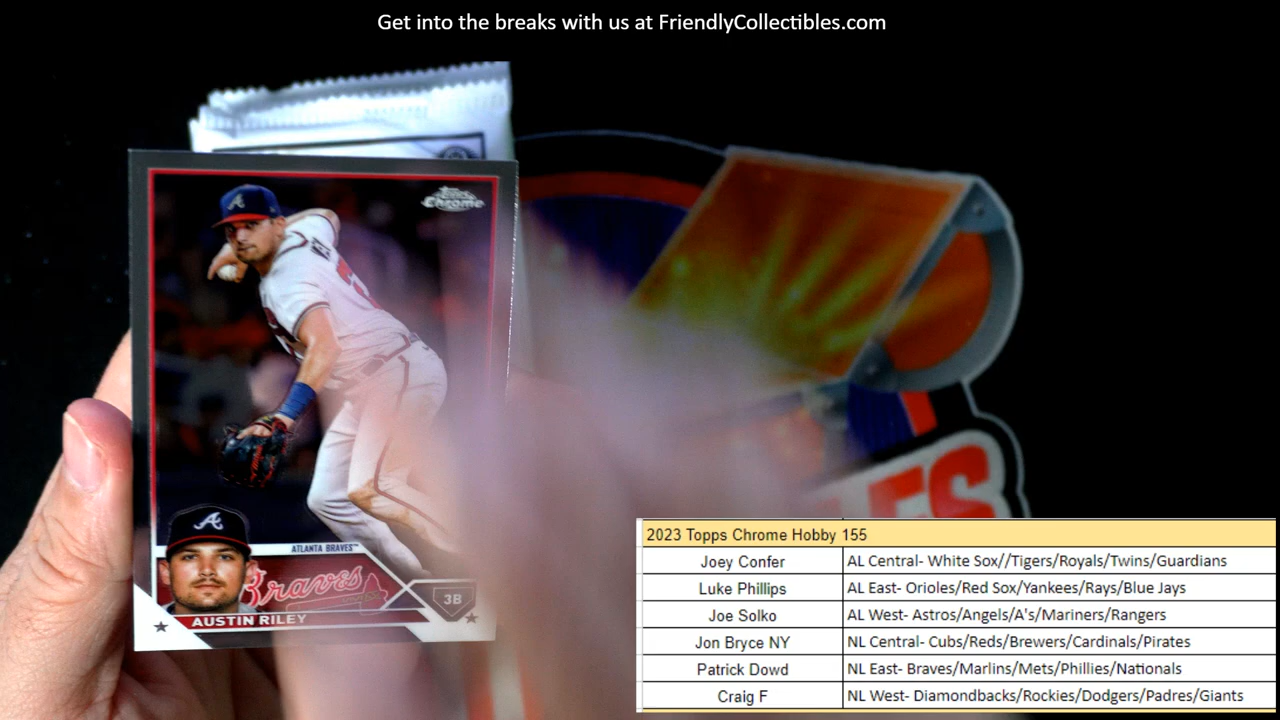 Get into the breaks with us at FriendlyCollectibles.com
Topps
Chrome
ATLANTA BRAVES™
Braves
3B
AUSTIN RILEY
2023 Topps Chrome Hobby 155
Joey Confer AL Central- White Sox//Tigers/Royals/Twins/Guardians
Luke Phillips AL East- Orioles/Red Sox/Yankees/Rays/Blue Jays
Joe Solko AL West- Astros/Angels/A's/Mariners/Rangers
Jon Bryce NY NL Central- Cubs/Reds/Brewers/Cardinals/Pirates
Patrick Dowd NL East- Braves/Marlins/Mets/Phillies/Nationals
Craig F NL West- Diamondbacks/Rockies/Dodgers/Padres/Giants